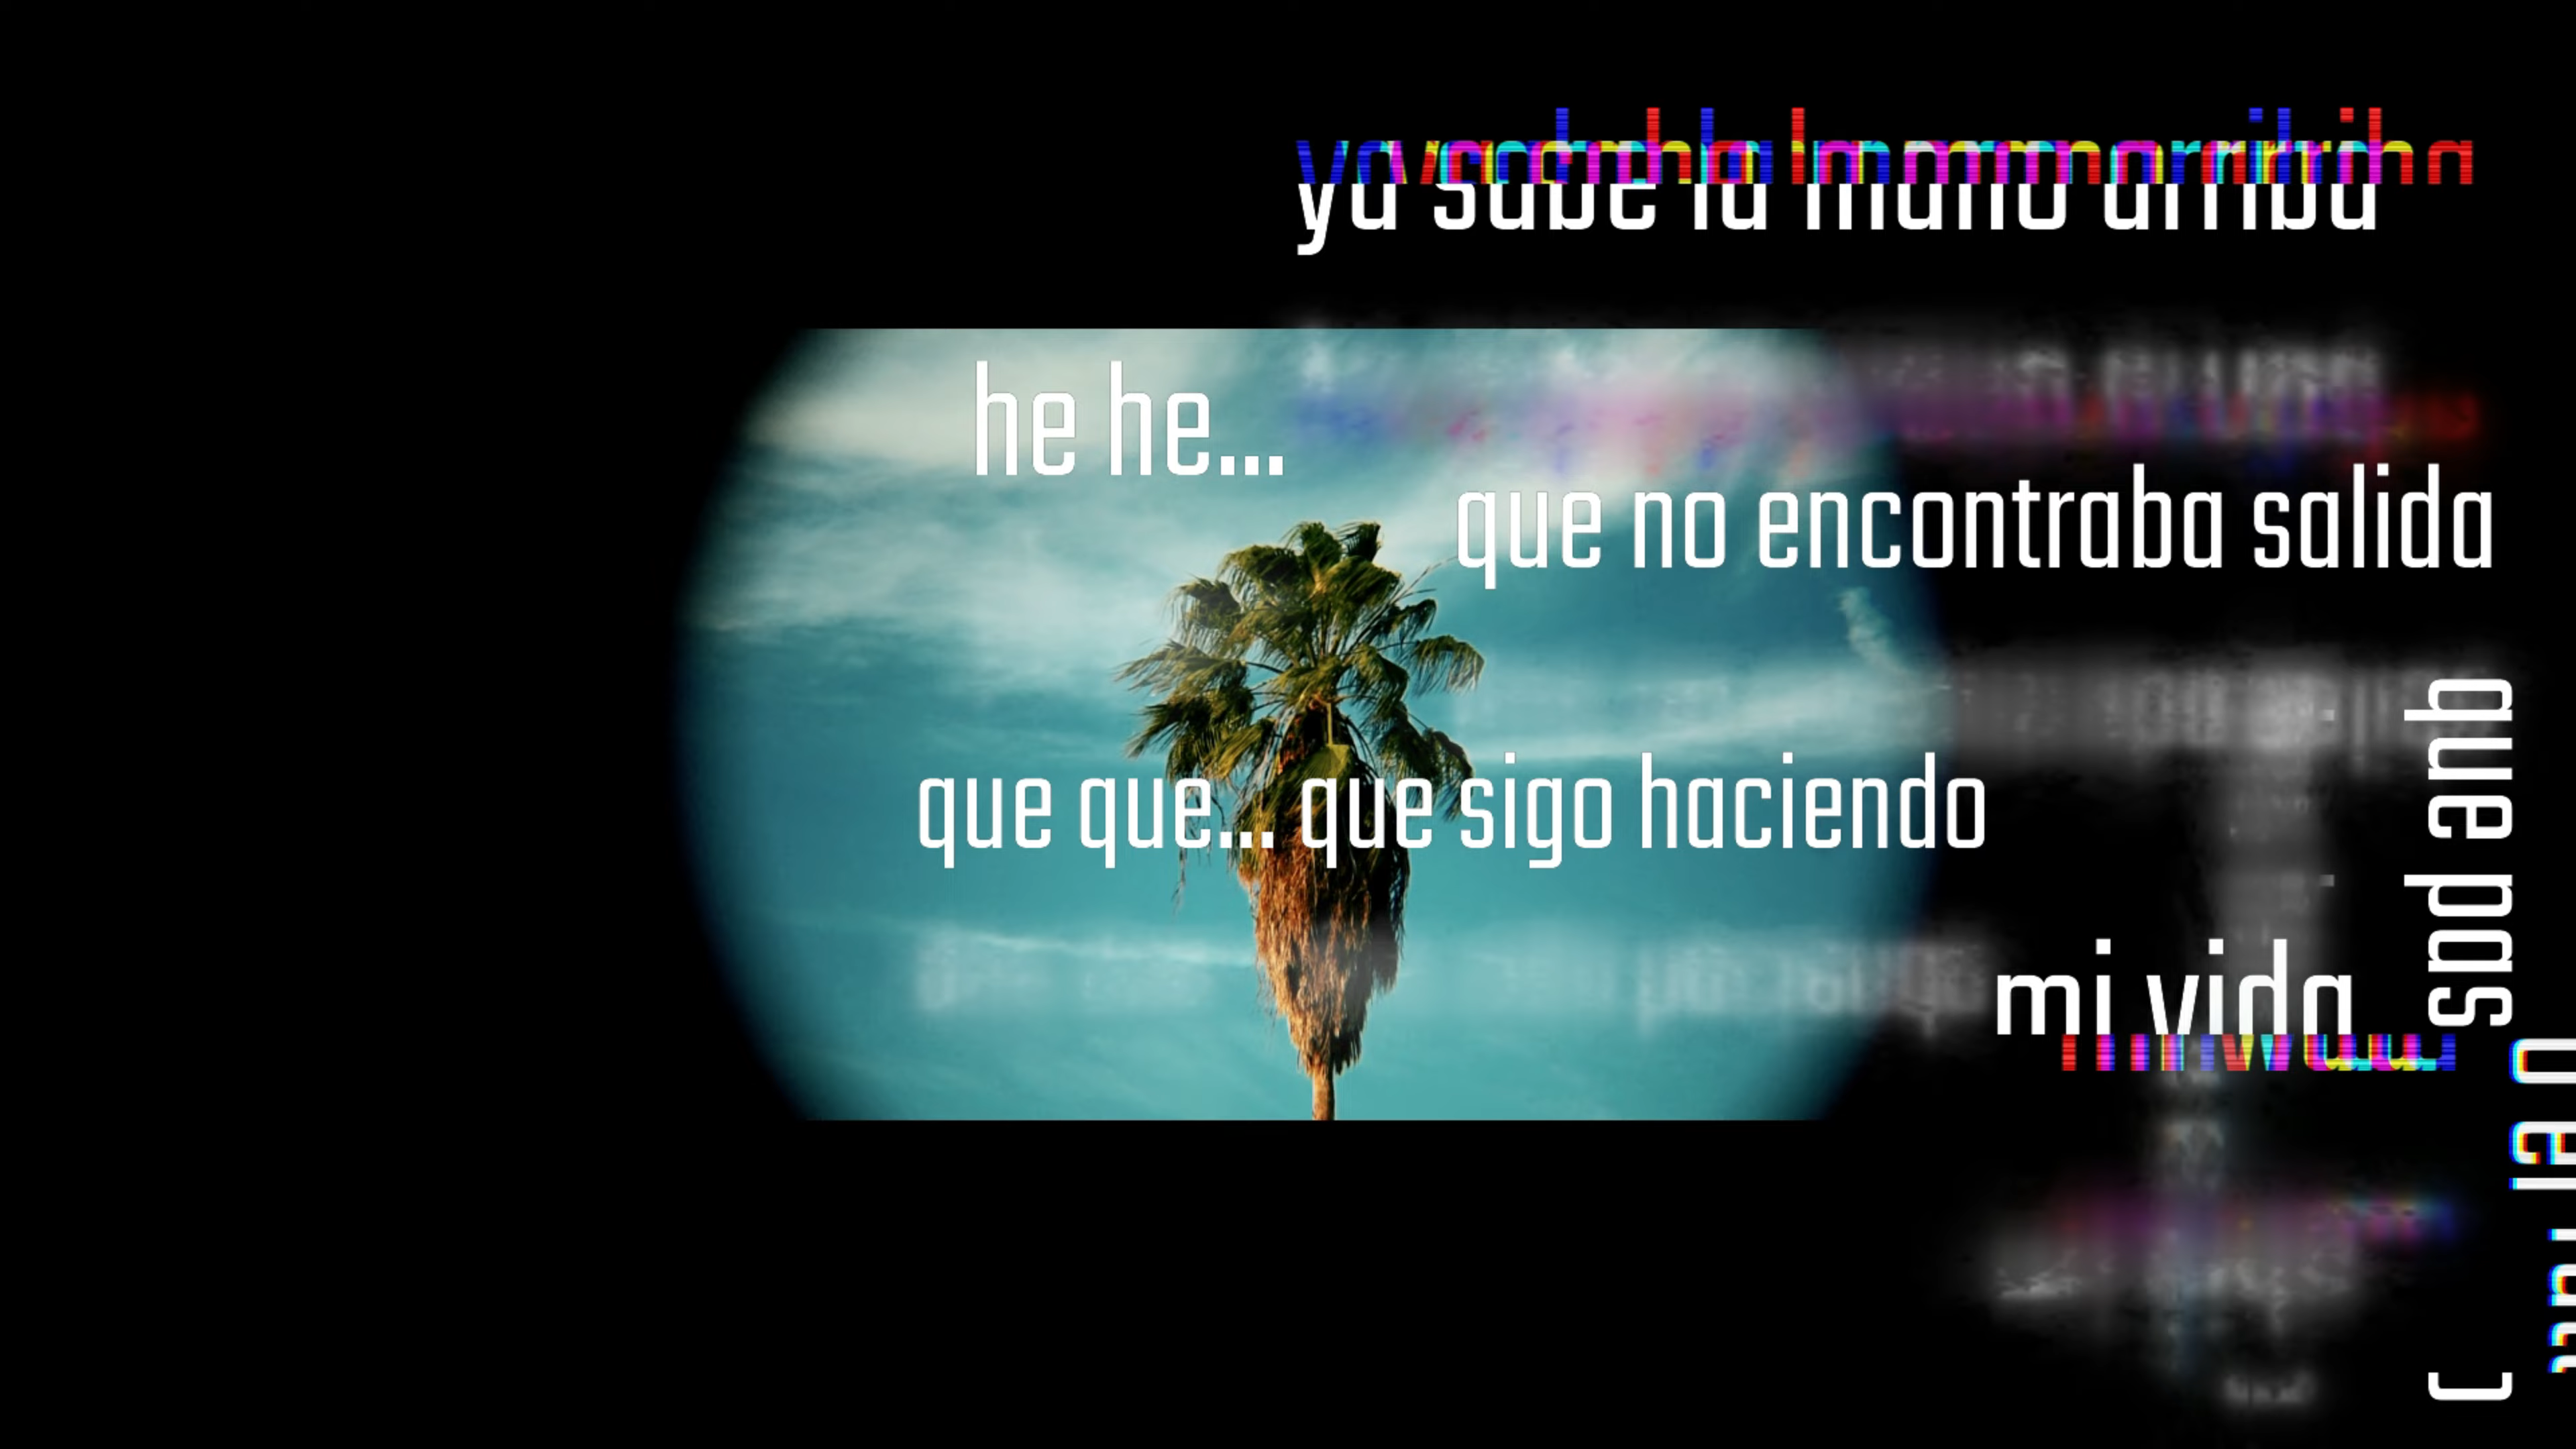 ya sabe la mano arriba
he he...
que no encontraba salida
que que... que sigo haciendo
mi vida
que pas